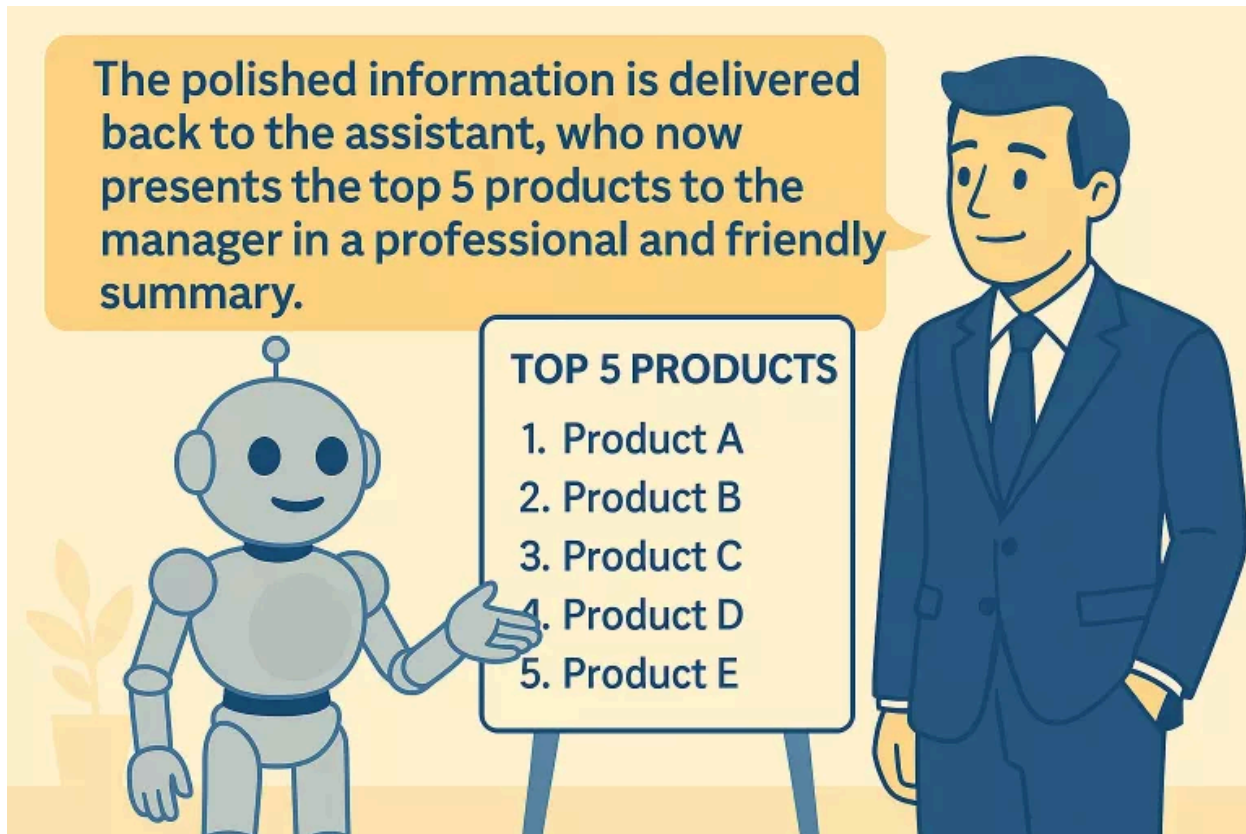 The polished information is delivered
back to the assistant, who now
presents the top 5 products to the
manager in a professional and friendly
summary.
TOP 5 PRODUCTS
1. Product A
2. Product B
3. Product C
4. Product D
5. Product E